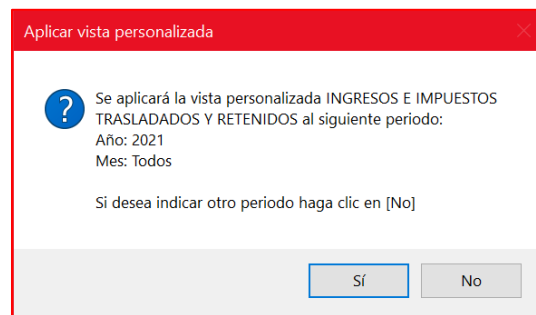 Aplicar vista personalizada
Se aplicará la vista personalizada INGRESOS E IMPUESTOS
TRASLADADOS Y RETENIDOS al siguiente periodo:
Año: 2021
Mes: Todos
Si desea indicar otro periodo haga clic en [No]
Sí
No